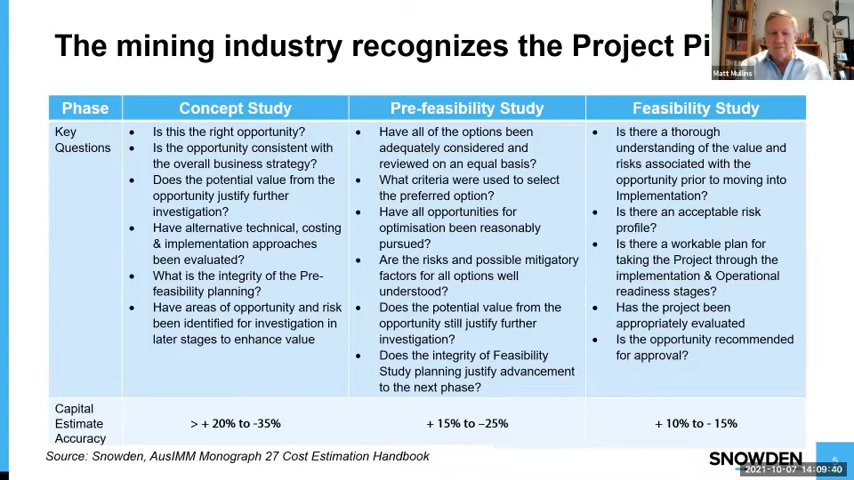 The mining industry recognizes the Project Pi
Matt Mullins
Phase
Concept Study
Pre-feasibility Study
Feasibility Study
Key
Questions
• Is this the right opportunity?
• Is the opportunity consistent with
the overall business strategy?
• Does the potential value from the
opportunity justify further
investigation?
• Have alternative technical, costing
& implementation approaches
been evaluated?
• What is the integrity of the Pre-
feasibility planning?
• Have areas of opportunity and risk
been identified for investigation in
later stages to enhance value
• Have all of the options been
adequately considered and
reviewed on an equal basis?
• What criteria were used to select
the preferred option?
• Have all opportunities for
optimisation been reasonably
pursued?
• Are the risks and possible mitigatory
factors for all options well
understood?
• Does the potential value from the
opportunity still justify further
investigation?
• Does the integrity of Feasibility
Study planning justify advancement
to the next phase?
• Is there a thorough
understanding of the value and
risks associated with the
opportunity prior to moving into
Implementation?
• Is there an acceptable risk
profile?
• Is there a workable plan for
taking the Project through the
implementation & Operational
readiness stages?
• Has the project been
appropriately evaluated
• Is the opportunity recommended
for approval?
Capital
Estimate
Accuracy
> + 20% to -35%
+ 15% to –25%
+ 10% to - 15%
Source: Snowden, AusIMM Monograph 27 Cost Estimation Handbook
SNOWDEN
2021-10-07 14:09:40